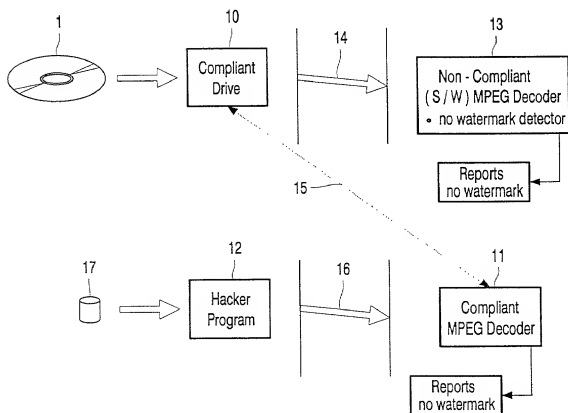 1
10
14
13
Compliant
Drive
Non - Compliant
( S / W ) MPEG Decoder
• no watermark detector
Reports
no watermark
15
17
12
16
11
Hacker
Program
Compliant
MPEG Decoder
Reports
no watermark